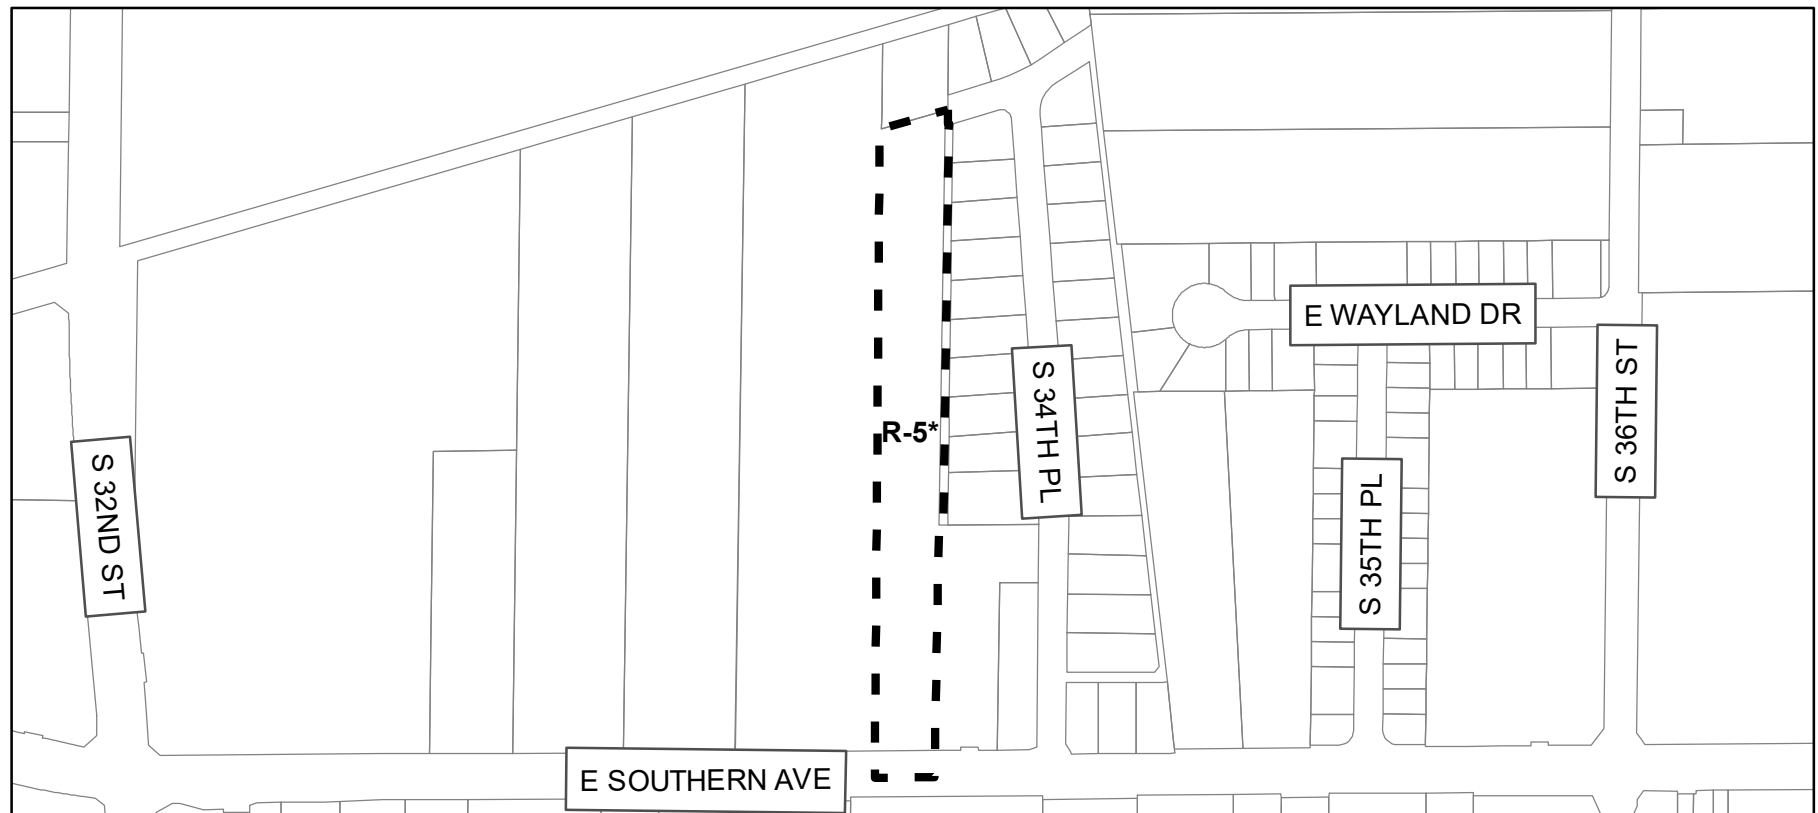 E WAYLAND DR
S 36TH ST
S 34TH PL
R-5*
S 32ND ST
S 35TH PL
E SOUTHERN AVE